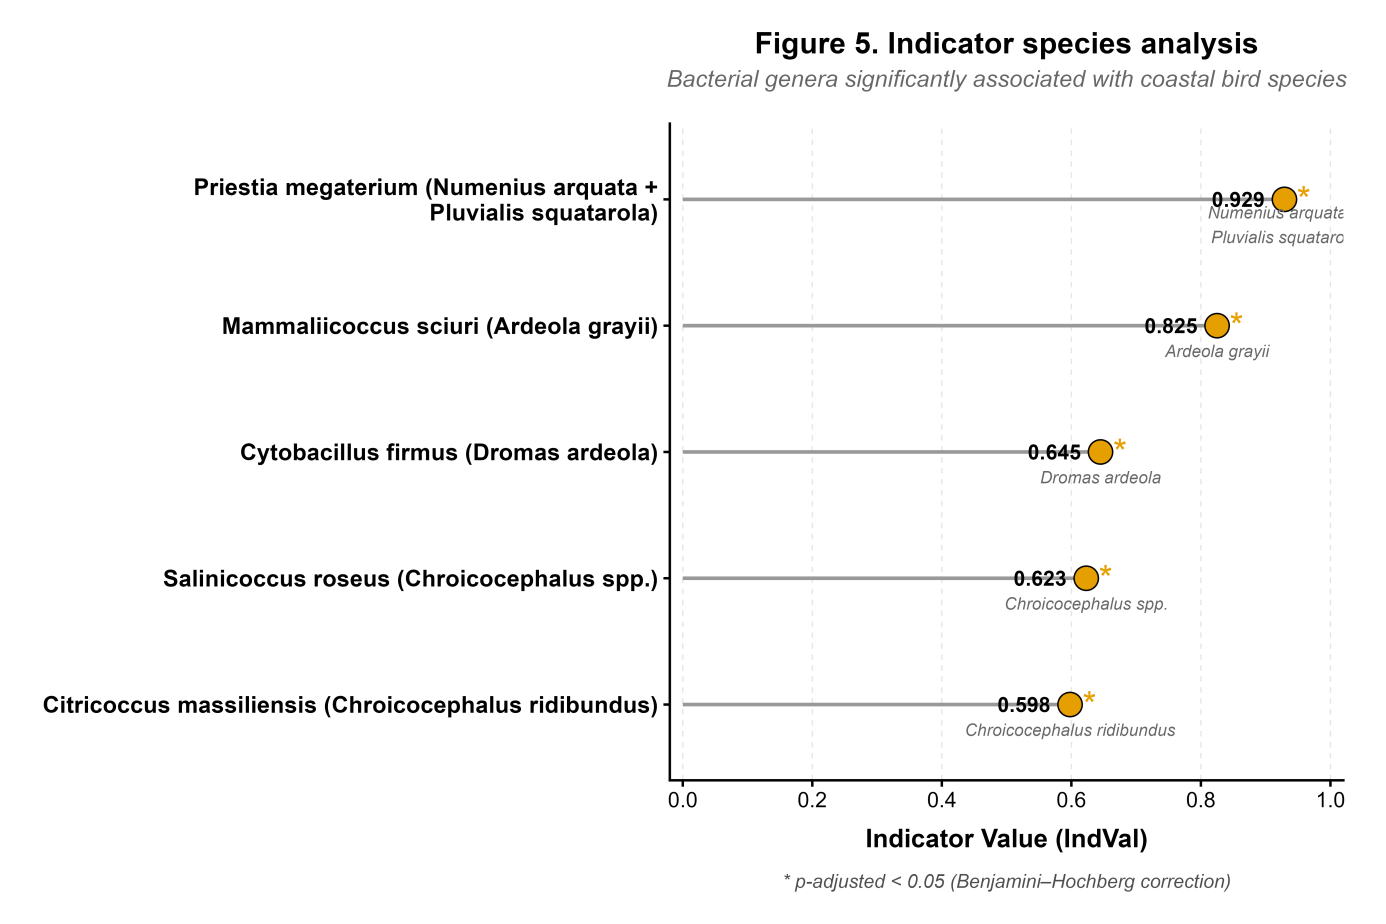 Figure 5. Indicator species analysis
Bacterial genera significantly associated with coastal bird species
Priestia megaterium (Numenius arquata +
Pluvialis squatarola)
0.929
*
Numenius arquata
Pluvialis squataro
Mammaliicoccus sciuri (Ardeola grayii)
0.825
*
Ardeola grayii
Cytobacillus firmus (Dromas ardeola)
0.645
*
Dromas ardeola
Salinicoccus roseus (Chroicocephalus spp.)
0.623
*
Chroicocephalus spp.
Citricoccus massiliensis (Chroicocephalus ridibundus)
0.598
*
Chroicocephalus ridibundus
0.0 0.2 0.4 0.6 0.8 1.0
Indicator Value (IndVal)
* p-adjusted < 0.05 (Benjamini–Hochberg correction)